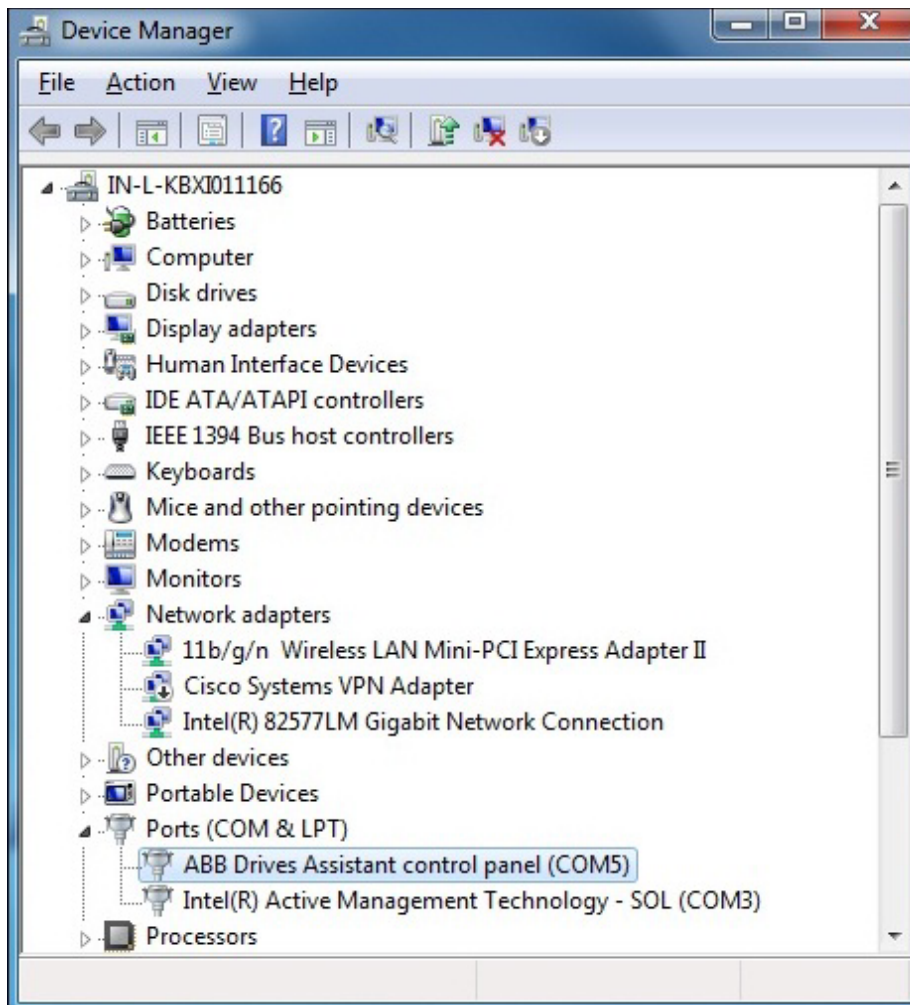 Device Manager
File Action View Help
IN-L-KBXI011166
Batteries
Computer
Disk drives
Display adapters
Human Interface Devices
IDE ATA/ATAPI controllers
IEEE 1394 Bus host controllers
Keyboards
Mice and other pointing devices
Modems
Monitors
Network adapters
11b/g/n  Wireless LAN Mini-PCI Express Adapter II
Cisco Systems VPN Adapter
Intel(R) 82577LM Gigabit Network Connection
Other devices
Portable Devices
Ports (COM & LPT)
ABB Drives Assistant control panel (COM5)
Intel(R) Active Management Technology - SOL (COM3)
Processors